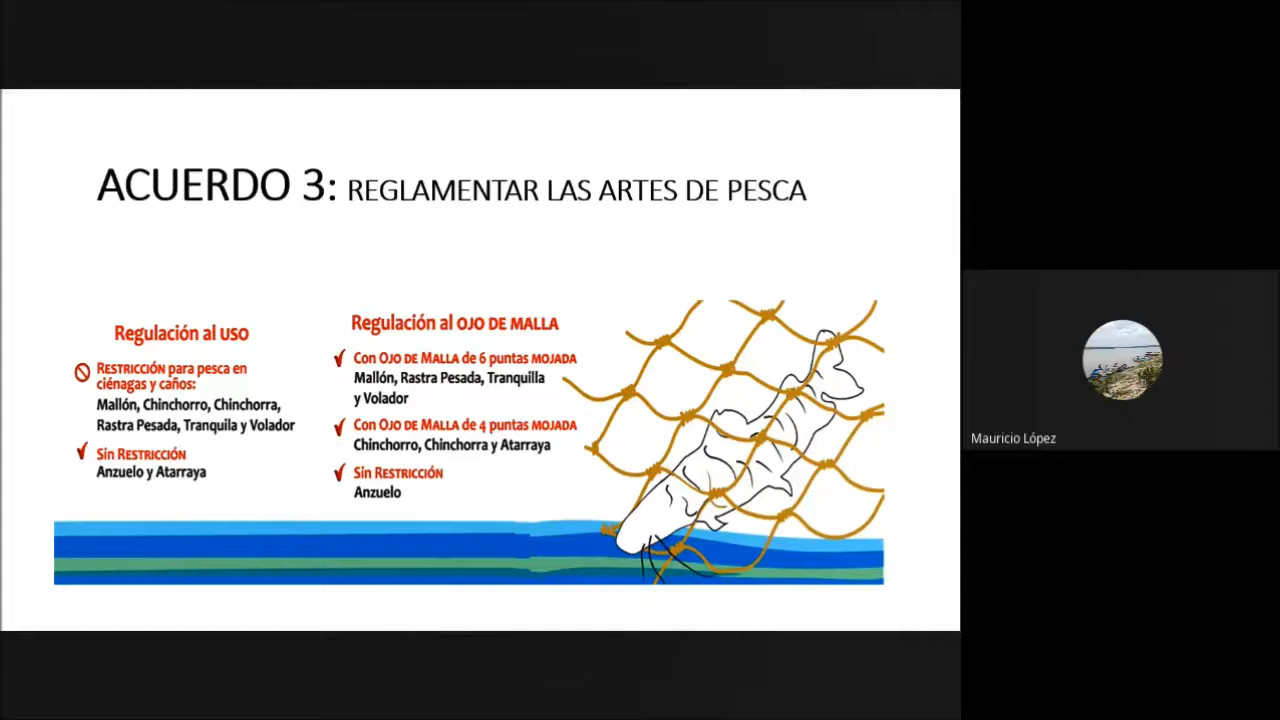 ACUERDO 3: REGLAMENTAR LAS ARTES DE PESCA
Regulación al USO
RESTRICCIÓN para pesca en
ciénagas y caños:
Mallón, Chinchorro, Chinchorra,
Rastra Pesada, Tranquila y Volador
Sin RESTRICCIÓN
Anzuelo y Atarraya
Regulación al OJO DE MALLA
Con OJO DE MALLA de 6 puntas MOJADA
Mallón, Rastra Pesada, Tranquilla
y Volador
Con OJO DE MALLA de 4 puntas MOJADA
Chinchorro, Chinchorra y Atarraya
Sin RESTRICCIÓN
Anzuelo
Mauricio López